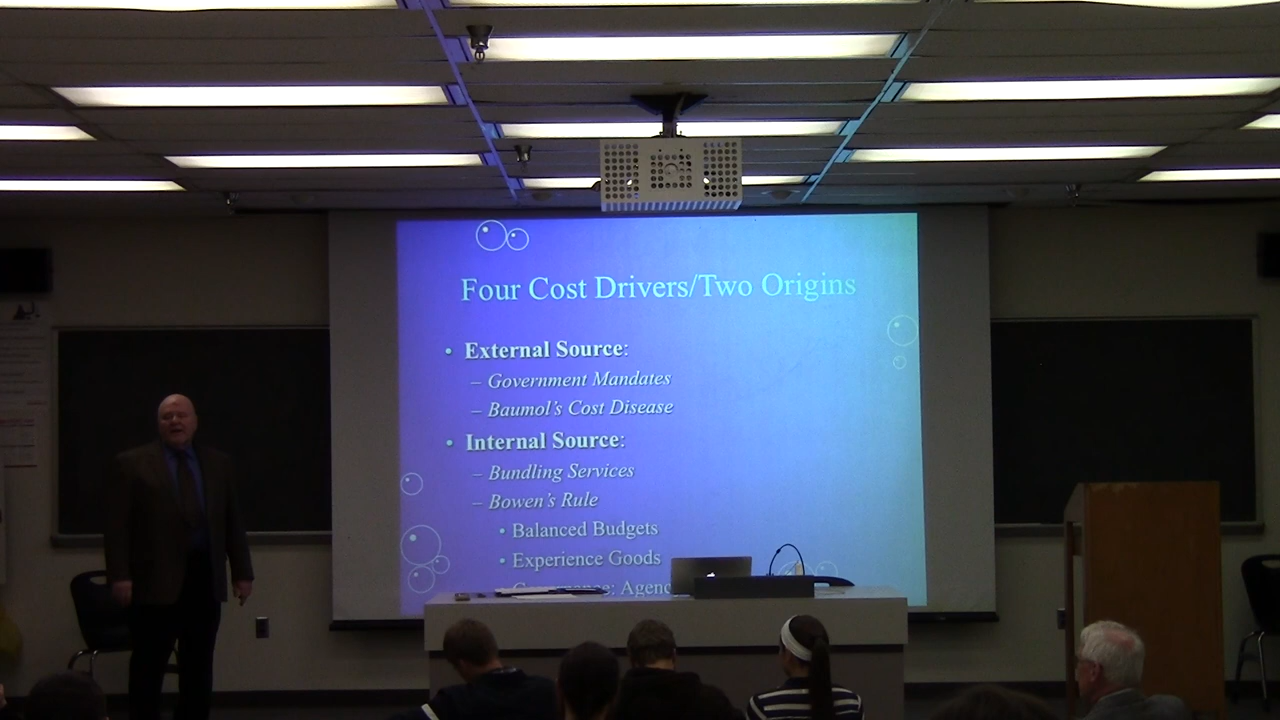 Four Cost Drivers/Two Origins
• External Source:
– Government Mandates
– Baumol's Cost Disease
• Internal Source:
– Bundling Services
– Bowen's Rule
• Balanced Budgets
• Experience Goods